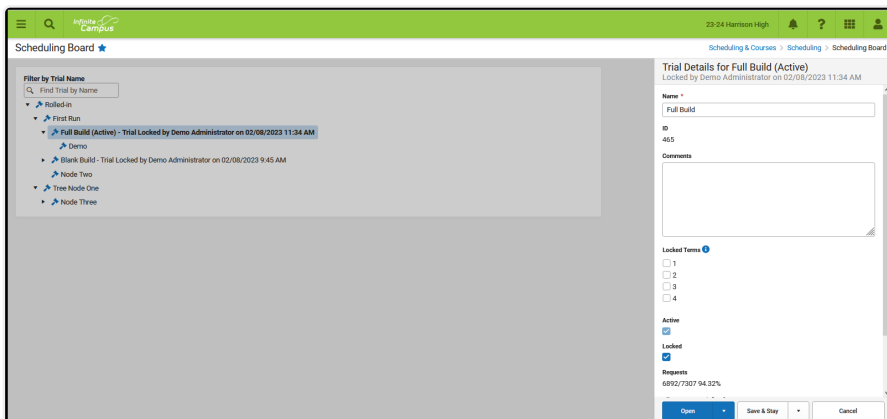 Infinite
Campus
23-24 Harrison High
?
Scheduling Board
Scheduling & Courses > Scheduling > Scheduling Board
Filter by Trial Name
Find Trial by Name
Rolled-in
First Run
Full Build (Active) - Trial Locked by Demo Administrator on 02/08/2023 11:34 AM
Demo
Blank Build - Trial Locked by Demo Administrator on 02/08/2023 9:45 AM
Node Two
Tree Node One
Node Three
Trial Details for Full Build (Active)
Locked by Demo Administrator on 02/08/2023 11:34 AM
Name *
Full Build
ID
465
Comments
Locked Terms
1
2
3
4
Active
Locked
Requests
6892/7307 94.32%
Open
Save & Stay
Cancel